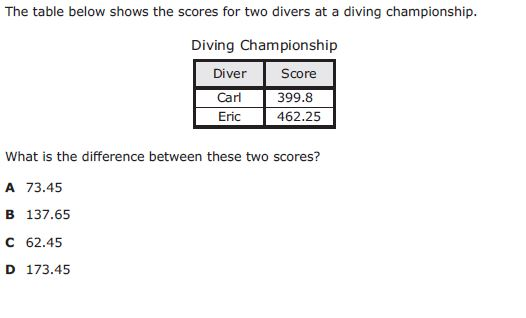 The table below shows the scores for two divers at a diving championship.
Diving Championship
Diver Score
Carl 399.8
Eric 462.25
What is the difference between these two scores?
A 73.45
B 137.65
C 62.45
D 173.45